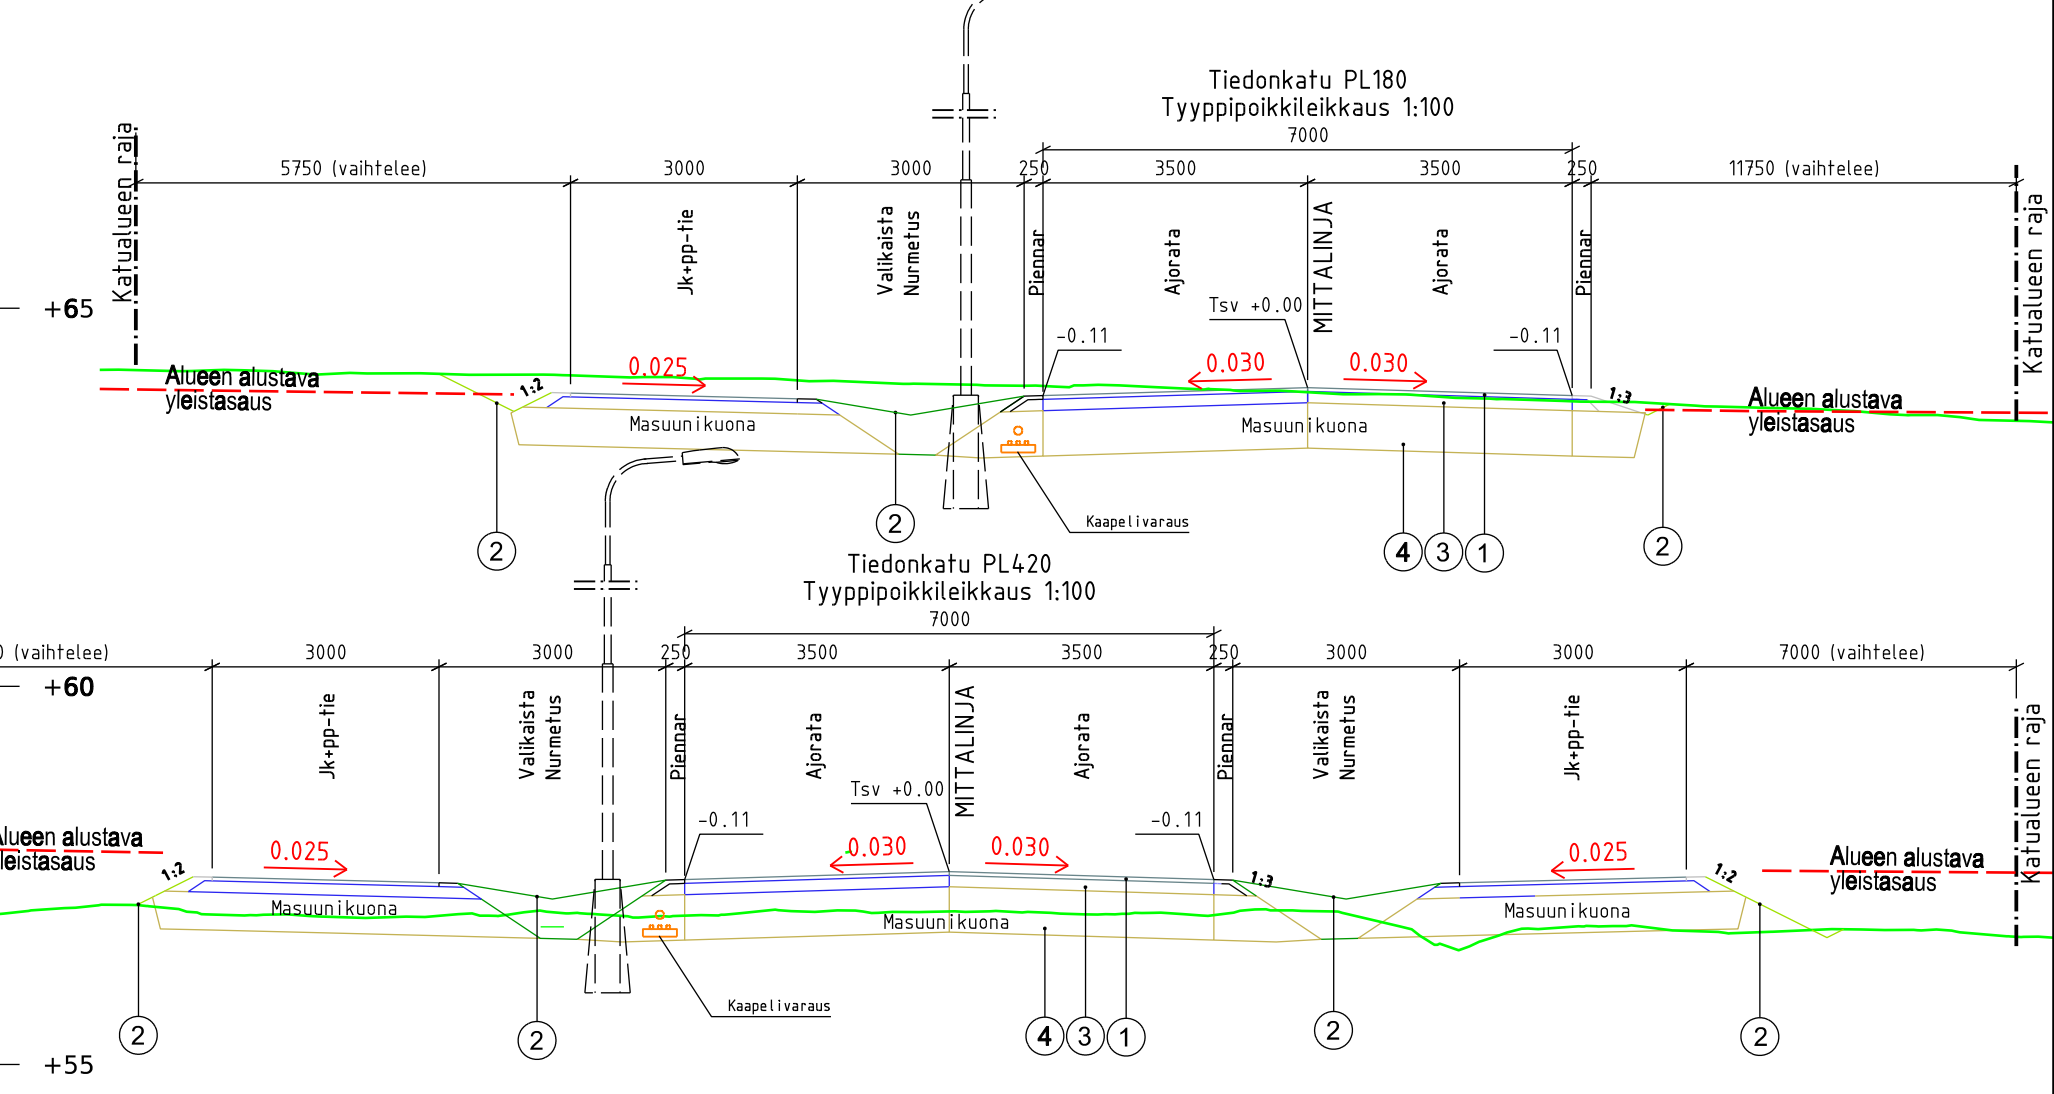 Tiedonkatu PL180
Tyyppipoikkileikkaus 1:100
7000
5750 (vaihtelee)
3000
3000
250
3500
3500
250
11750 (vaihtelee)
Katualueen raja
Jk+pp-tie
Valikaista
Nurmetus
Piennar
Ajorata
MITTALINJA
Ajorata
Piennar
Katualueen raja
+65
Tsv +0.00
-0.11
-0.11
Alueen alustava
yleistasaus
1:2
0.025
0.030
0.030
1:3
Alueen alustava
yleistasaus
Masuunikuona
Masuunikuona
Kaapelivaraus
2
2
4
3
1
2
Tiedonkatu PL420
Tyyppipoikkileikkaus 1:100
7000
0 (vaihtelee)
3000
3000
250
3500
3500
250
3000
3000
7000 (vaihtelee)
+60
Jk+pp-tie
Valikaista
Nurmetus
Piennar
Ajorata
MITTALINJA
Ajorata
Piennar
Valikaista
Nurmetus
Jk+pp-tie
Katualueen raja
Tsv +0.00
-0.11
-0.11
Alueen alustava
yleistasaus
1:2
0.025
0.030
0.030
1:3
0.025
1:2
Alueen alustava
yleistasaus
Masuunikuona
Masuunikuona
Masuunikuona
Kaapelivaraus
2
2
4
3
1
2
2
+55